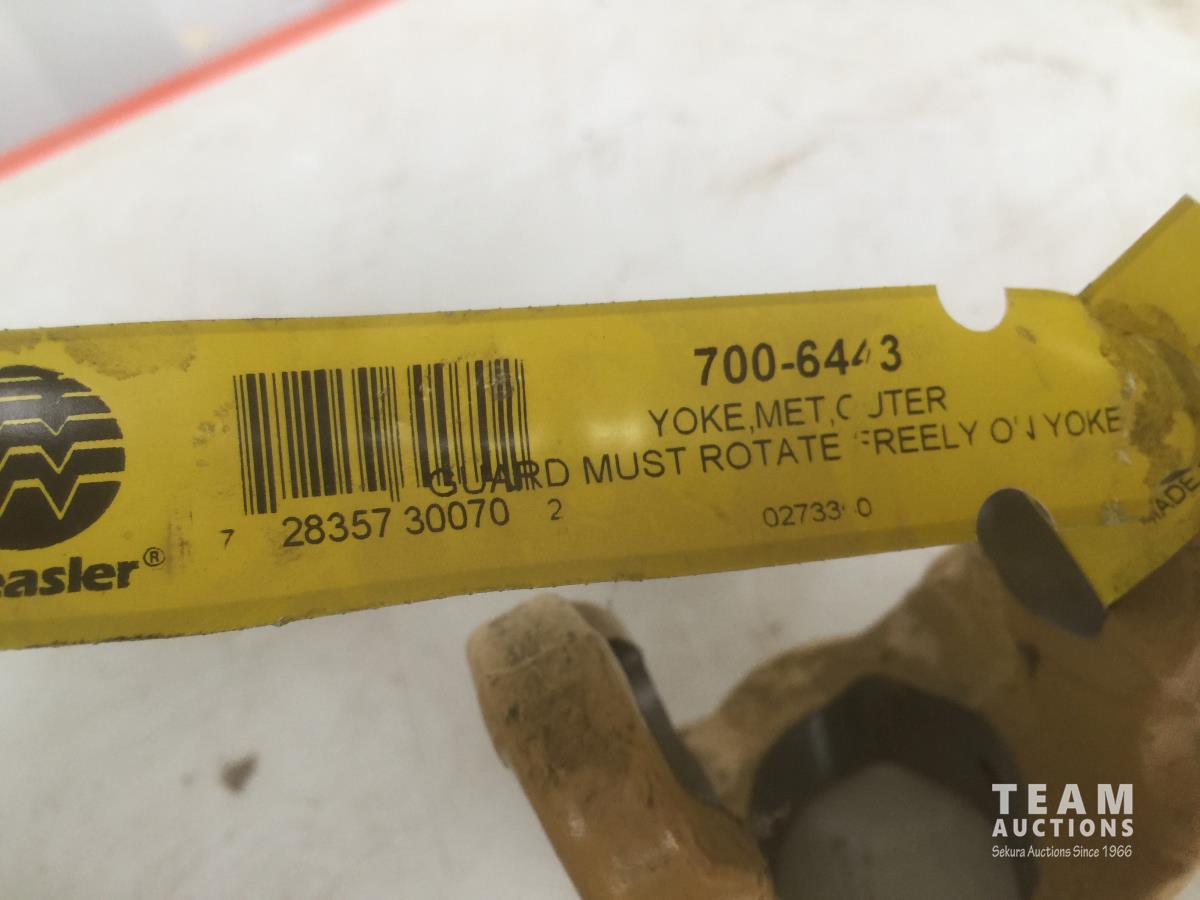 700-6443
YOKE,MET,OUTER
GUARD MUST ROTATE FREELY ON YOKE
7 28357 30070 2
easler®
MADE
TEAM
AUCTIONS
Sekura Auctions Since 1966